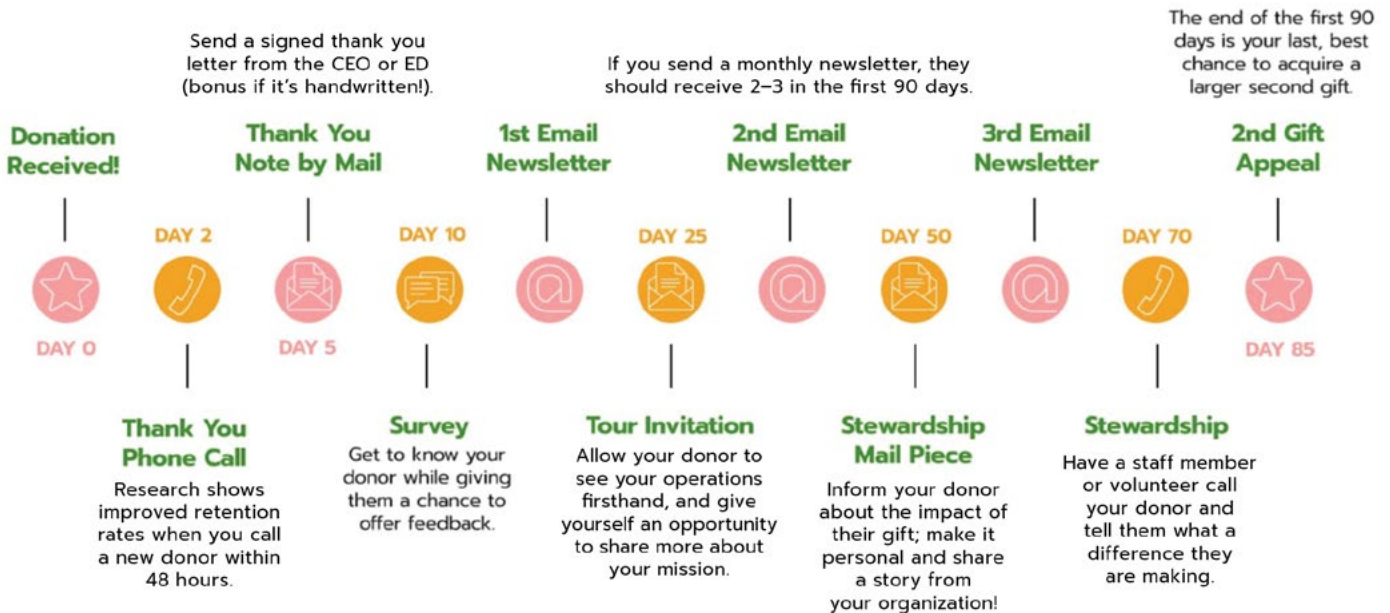 Send a signed thank you
letter from the CEO or ED
(bonus if it's handwritten!).
If you send a monthly newsletter, they
should receive 2–3 in the first 90 days.
The end of the first 90
days is your last, best
chance to acquire a
larger second gift.
Donation
Received!
Thank You
Note by Mail
1st Email
Newsletter
2nd Email
Newsletter
3rd Email
Newsletter
2nd Gift
Appeal
DAY 2
DAY 10
DAY 25
DAY 50
DAY 70
@
@
@
DAY 0
DAY 5
DAY 85
Thank You
Phone Call
Research shows
improved retention
rates when you call
a new donor within
48 hours.
Survey
Get to know your
donor while giving
them a chance to
offer feedback.
Tour Invitation
Allow your donor to
see your operations
firsthand, and give
yourself an opportunity
to share more about
your mission.
Stewardship
Mail Piece
Inform your donor
about the impact of
their gift; make it
personal and share
a story from
your organization!
Stewardship
Have a staff member
or volunteer call
your donor and
tell them what a
difference they
are making.